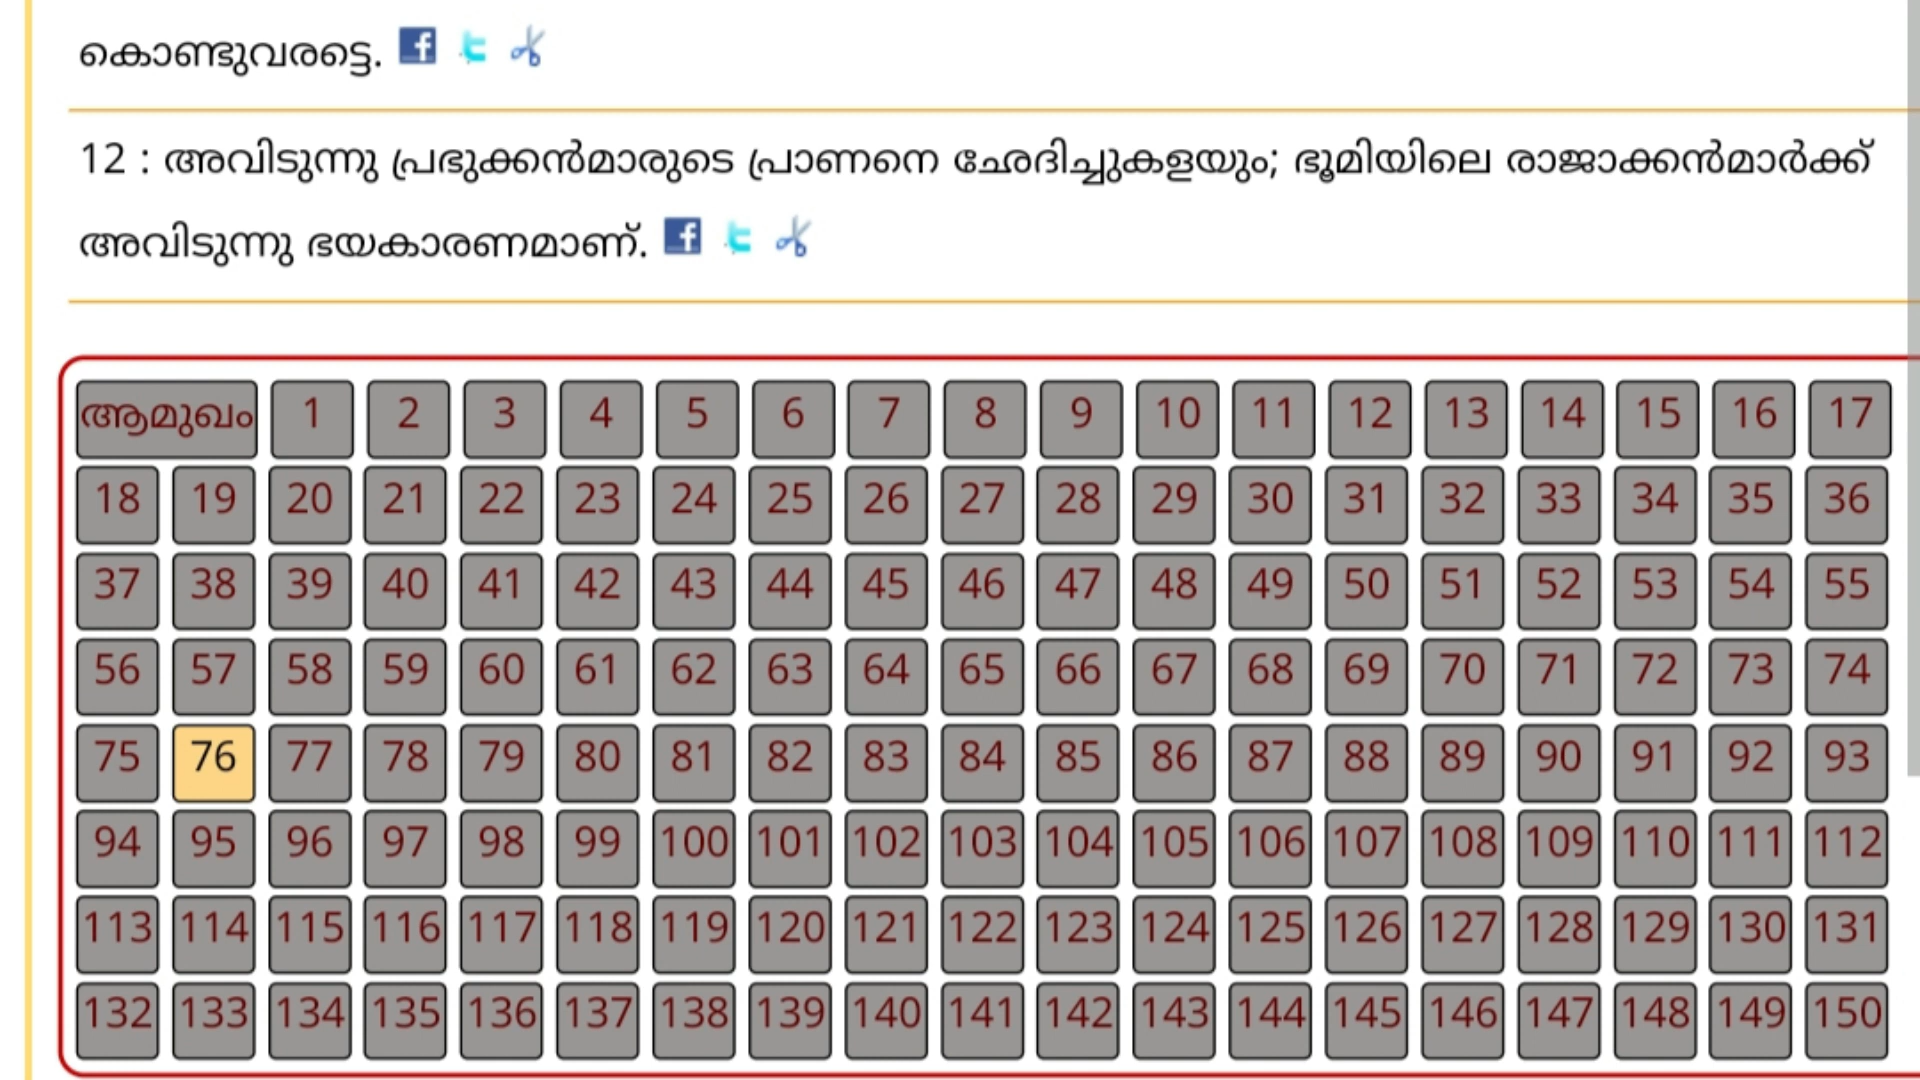 കൊണ്ടുവരട്ടെ.
12 : അവിടുന്നു പ്രഭുക്കൻമാരുടെ പ്രാണനെ ഛേദിച്ചുകളയും; ഭൂമിയിലെ രാജാക്കൻമാർക്ക്
അവിടുന്നു ഭയകാരണമാണ്.
ആമുഖം 1 2 3 4 5 6 7 8 9 10 11 12 13 14 15 16 17
18 19 20 21 22 23 24 25 26 27 28 29 30 31 32 33 34 35 36
37 38 39 40 41 42 43 44 45 46 47 48 49 50 51 52 53 54 55
56 57 58 59 60 61 62 63 64 65 66 67 68 69 70 71 72 73 74
75 76 77 78 79 80 81 82 83 84 85 86 87 88 89 90 91 92 93
94 95 96 97 98 99 100 101 102 103 104 105 106 107 108 109 110 111 112
113 114 115 116 117 118 119 120 121 122 123 124 125 126 127 128 129 130 131
132 133 134 135 136 137 138 139 140 141 142 143 144 145 146 147 148 149 150